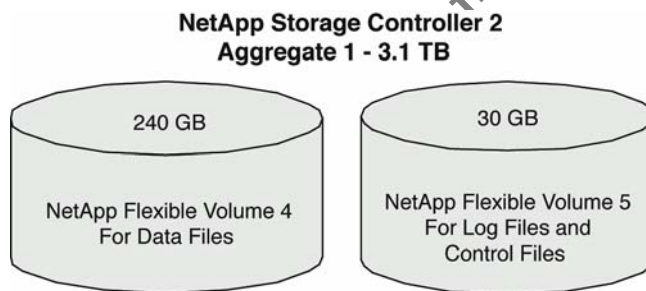 NetApp Storage Controller 2
Aggregate 1 - 3.1 TB
240 GB
NetApp Flexible Volume 4
For Data Files
30 GB
NetApp Flexible Volume 5
For Log Files and
Control Files